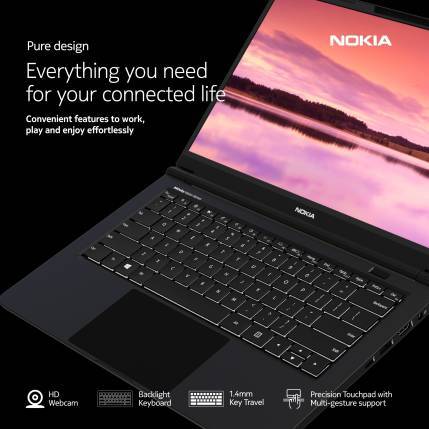 Pure design
NOKIA
Everything you need
for your connected life
Convenient features to work,
play and enjoy effortlessly
NOKIA
HD
Webcam
Backlight
Keyboard
1.4mm
Key Travel
Precision Touchpad with
Multi-gesture support